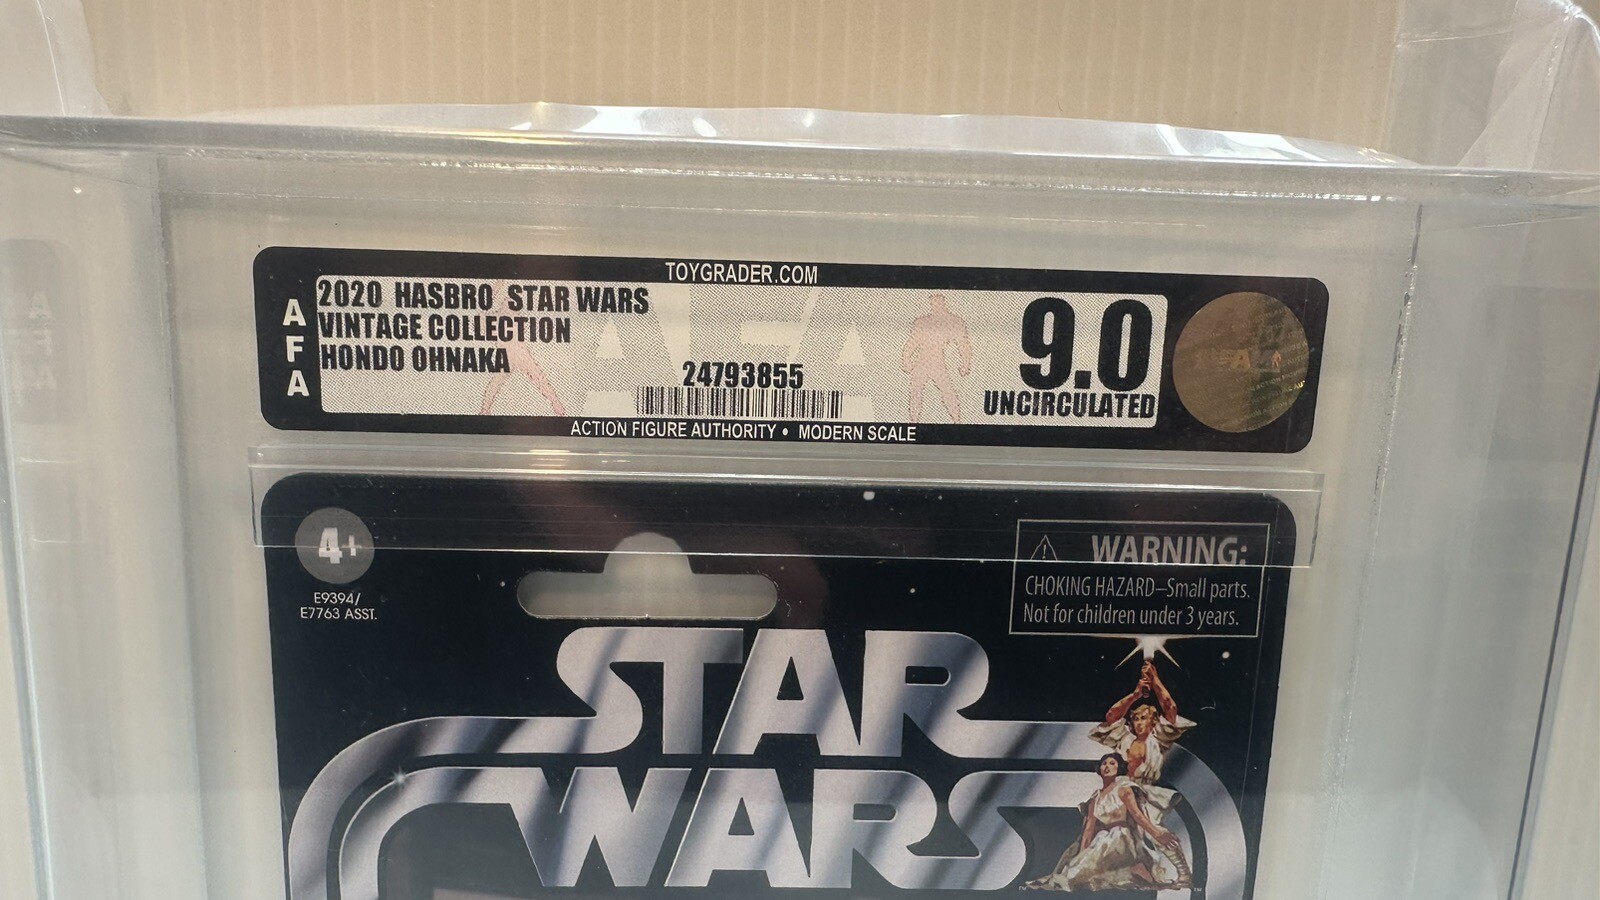 TOYGRADER.COM
AFA
2020 HASBRO STAR WARS
VINTAGE COLLECTION
HONDO OHNAKA
24793855
9.0
UNCIRCULATED
ACTION FIGURE AUTHORITY • MODERN SCALE
4+
E9394/
E7763 ASST.
WARNING:
CHOKING HAZARD–Small parts.
Not for children under 3 years.
STAR
WARS